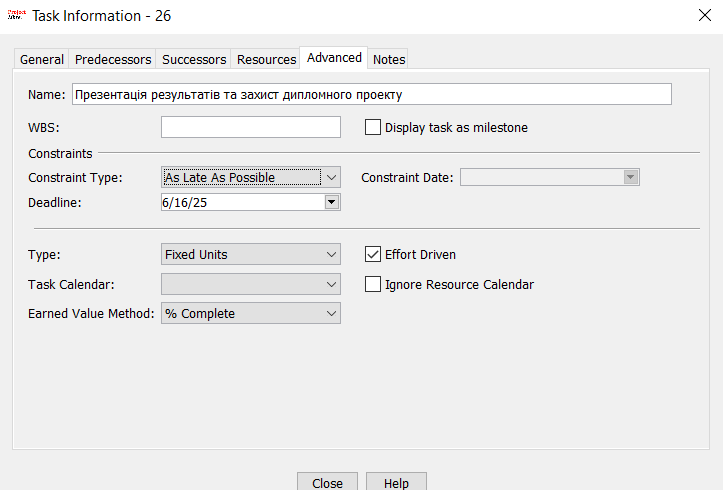 Project
Libre
Task Information - 26
General Predecessors Successors Resources Advanced Notes
Name: Презентація результатів та захист дипломного проекту
WBS: Display task as milestone
Constraints
Constraint Type: As Late As Possible Constraint Date:
Deadline: 6/16/25
Type: Fixed Units Effort Driven
Task Calendar: Ignore Resource Calendar
Earned Value Method: % Complete
Close Help